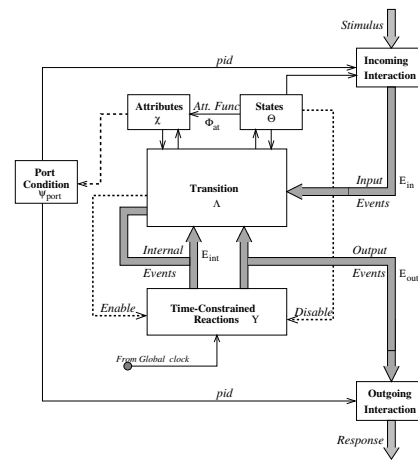 Stimulus
pid
Incoming
Interaction
Attributes
χ
Att. Func
Φat
States
Θ
Port
Condition
Ψport
Transition
Λ
Input
Events
Ein
Internal
Events
Eint
Output
Events
Eout
Enable
Disable
Time-Constrained
Reactions Υ
From Global clock
pid
Outgoing
Interaction
Response